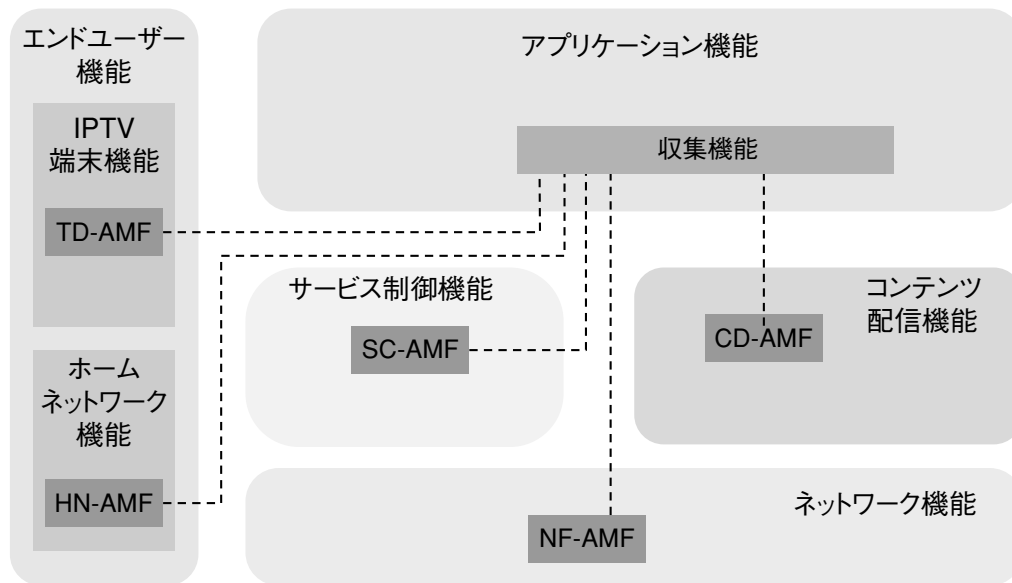 エンドユーザー
機能
IPTV
端末機能
TD-AMF
ホーム
ネットワーク
機能
HN-AMF
アプリケーション機能
収集機能
サービス制御機能
SC-AMF
コンテンツ
配信機能
CD-AMF
ネットワーク機能
NF-AMF